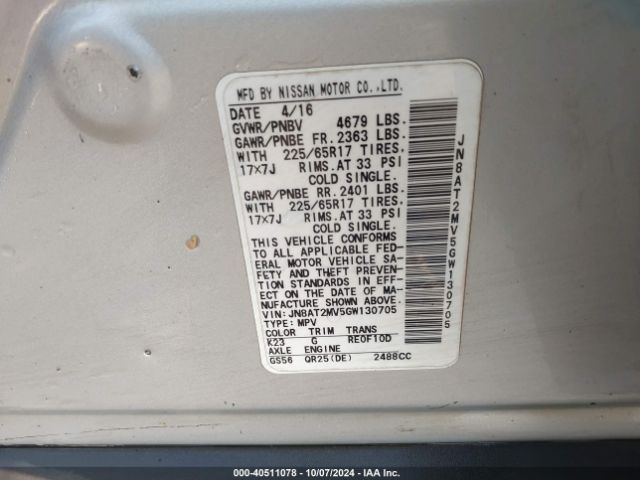 MFD BY NISSAN MOTOR CO.,LTD.
DATE 4/16
GVWR/PNBV 4679 LBS.
GAWR/PNBE FR.2363 LBS.
WITH 225/65R17 TIRES,
17×7J RIMS.AT 33 PSI
COLD SINGLE.
GAWR/PNBE RR.2401 LBS.
WITH 225/65R17 TIRES,
17×7J RIMS.AT 33 PSI
COLD SINGLE.
THIS VEHICLE CONFORMS
TO ALL APPLICABLE FED-
ERAL MOTOR VEHICLE SA-
FETY AND THEFT PREVEN-
TION STANDARDS IN EFF-
ECT ON THE DATE OF MA-
NUFACTURE SHOWN ABOVE.
VIN: JN8AT2MV5GW130705
TYPE: MPV
COLOR TRIM TRANS
K23 G RE0F10D
AXLE ENGINE
GS56 QR25(DE) 2488CC
JN8AT2MV5GW130705
000-40511078 - 10/07/2024 - IAA Inc.